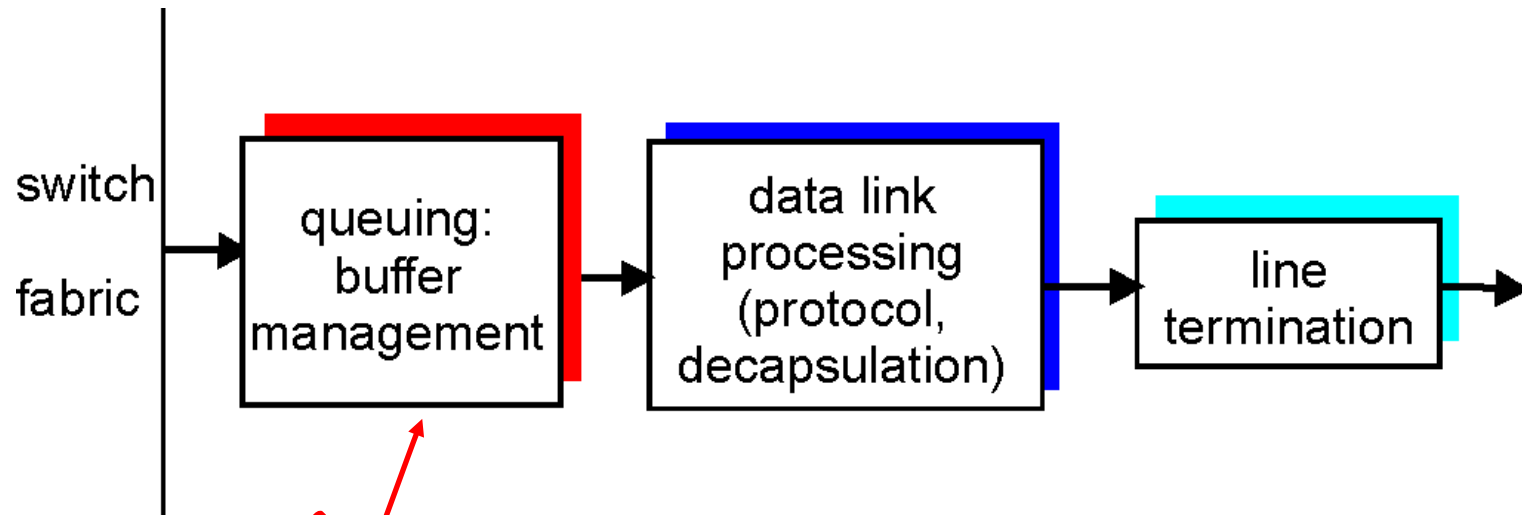 switch
fabric
queuing:
buffer
management
data link
processing
(protocol,
decapsulation)
line
termination